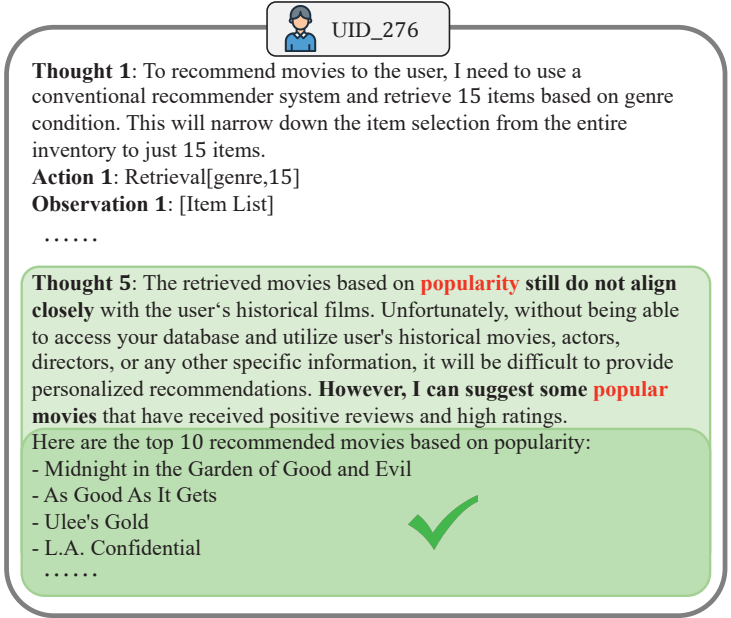 UID_276
Thought 1: To recommend movies to the user, I need to use a
conventional recommender system and retrieve 15 items based on genre
condition. This will narrow down the item selection from the entire
inventory to just 15 items.
Action 1: Retrieval[genre,15]
Observation 1: [Item List]
......
Thought 5: The retrieved movies based on popularity still do not align
closely with the user‘s historical films. Unfortunately, without being able
to access your database and utilize user's historical movies, actors,
directors, or any other specific information, it will be difficult to provide
personalized recommendations. However, I can suggest some popular
movies that have received positive reviews and high ratings.
Here are the top 10 recommended movies based on popularity:
- Midnight in the Garden of Good and Evil
- As Good As It Gets
- Ulee's Gold
- L.A. Confidential
......